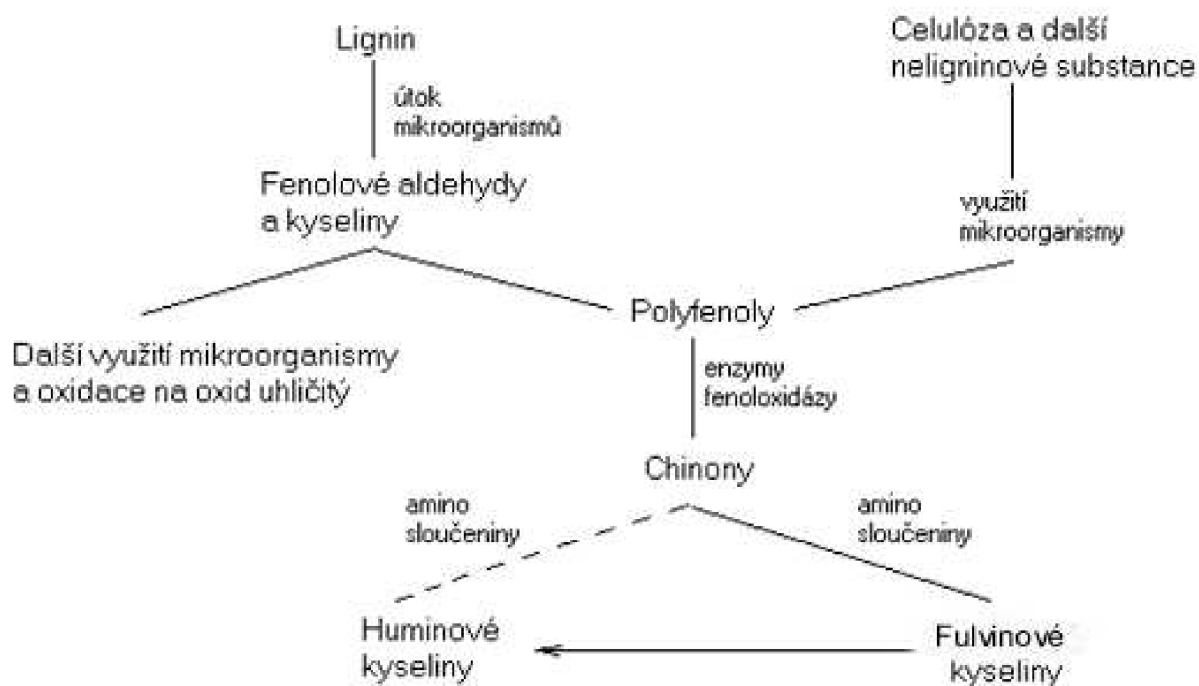 Lignin
Celulóza a další
neligninové substance
útok
mikroorganismů
Fenolové aldehydy
a kyseliny
využití
mikroorganismy
Polyfenoly
Další využití mikroorganismy
a oxidace na oxid uhličitý
enzymy
fenoloxidázy
Chinony
amino
sloučeniny
amino
sloučeniny
Huminové
kyseliny
Fulvinové
kyseliny